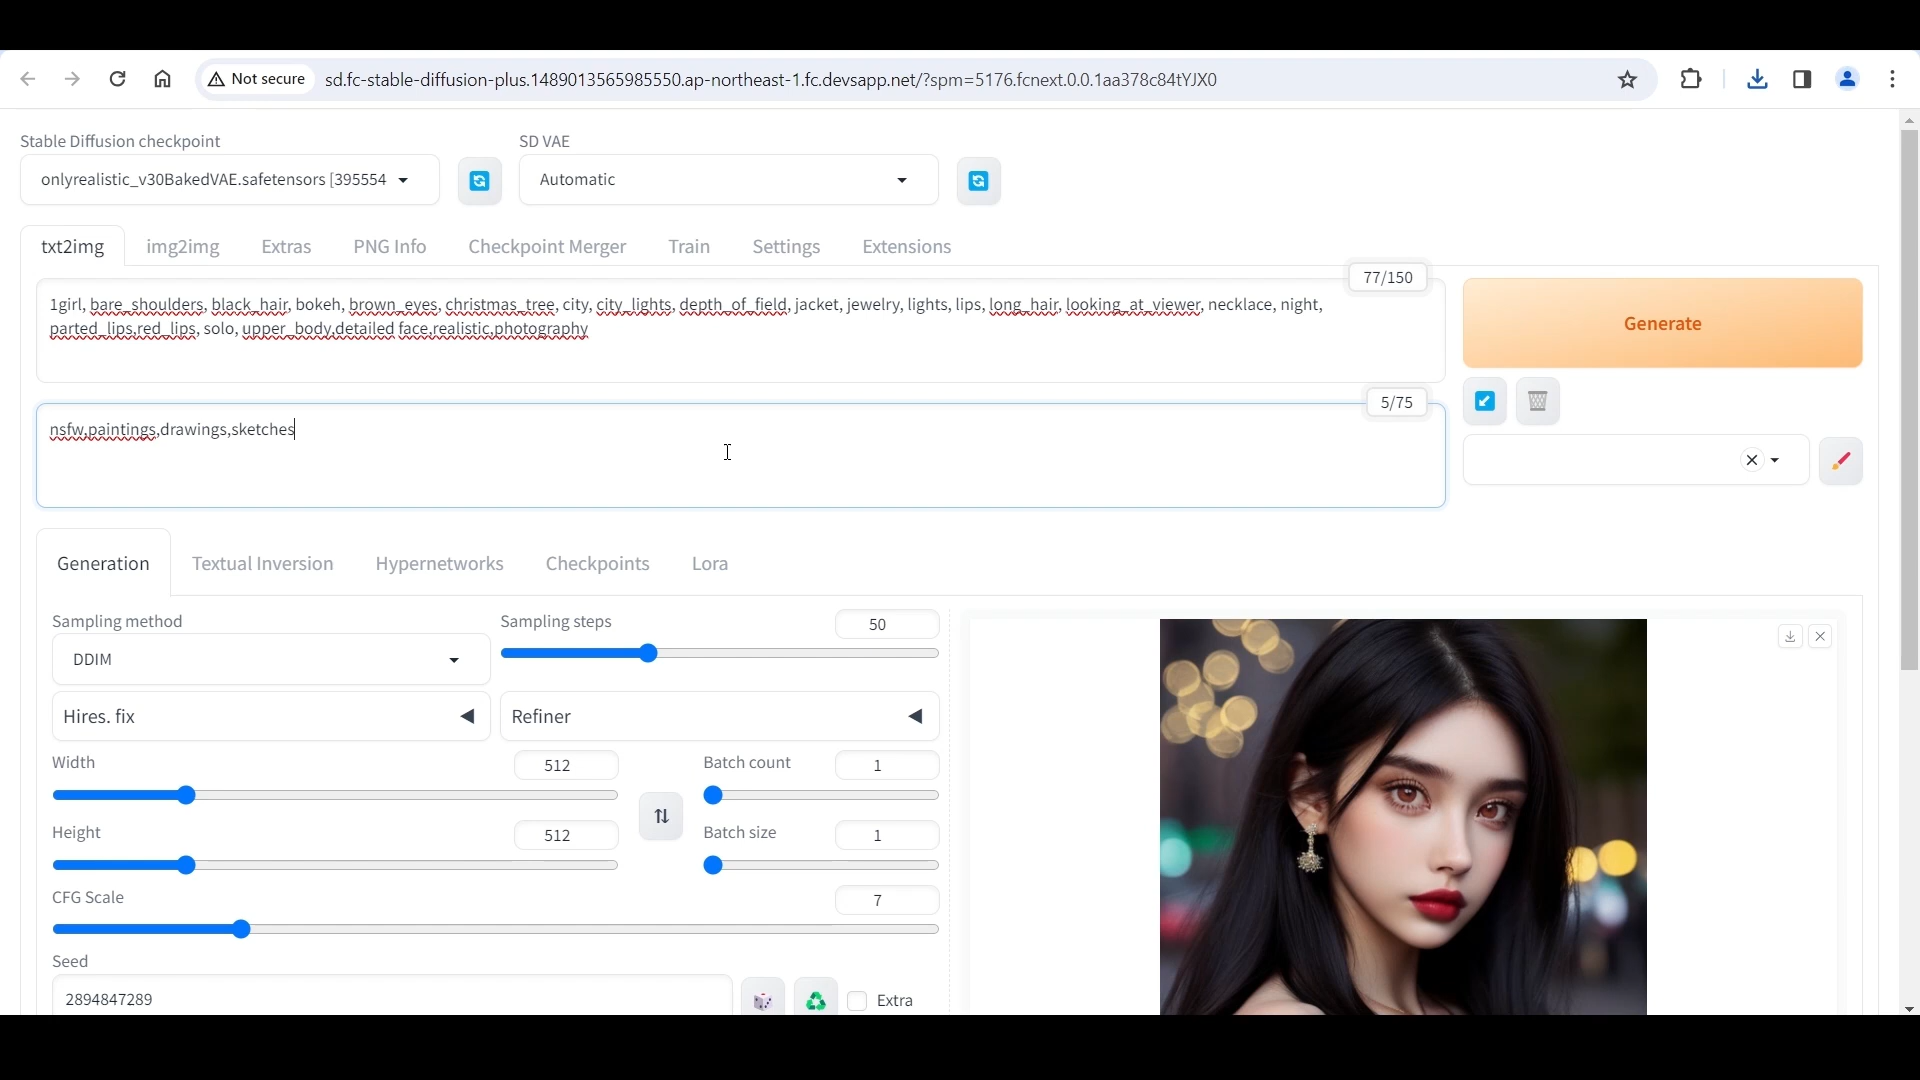 Not secure
sd.fc-stable-diffusion-plus.1489013565985550.ap-northeast-1.fc.devsapp.net/?spm=5176.fcnext.0.0.1aa378c84tYJX0
Stable Diffusion checkpoint
SD VAE
onlyrealistic_v30BakedVAE.safetensors [395554
Automatic
txt2img
img2img
Extras
PNG Info
Checkpoint Merger
Train
Settings
Extensions
77/150
1girl, bare_shoulders, black_hair, bokeh, brown_eyes, christmas_tree, city, city_lights, depth_of_field, jacket, jewelry, lights, lips, long_hair, looking_at_viewer, necklace, night,
parted_lips,red_lips, solo, upper_body,detailed face,realistic,photography
Generate
5/75
nsfw,paintings,drawings,sketches
Generation
Textual Inversion
Hypernetworks
Checkpoints
Lora
Sampling method
Sampling steps
50
DDIM
Hires. fix
Refiner
Width
512
Batch count
1
Height
512
Batch size
1
CFG Scale
7
Seed
2894847289
Extra